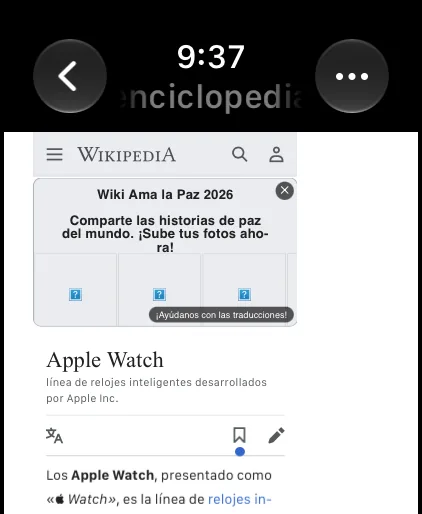 9:37
enciclopedia
WIKIPEDIA
Wiki Ama la Paz 2026
Comparte las historias de paz
del mundo. ¡Sube tus fotos aho-
ra!
¡Ayúdanos con las traducciones!
Apple Watch
línea de relojes inteligentes desarrollados
por Apple Inc.
Los Apple Watch, presentado como
« Watch», es la línea de relojes in-